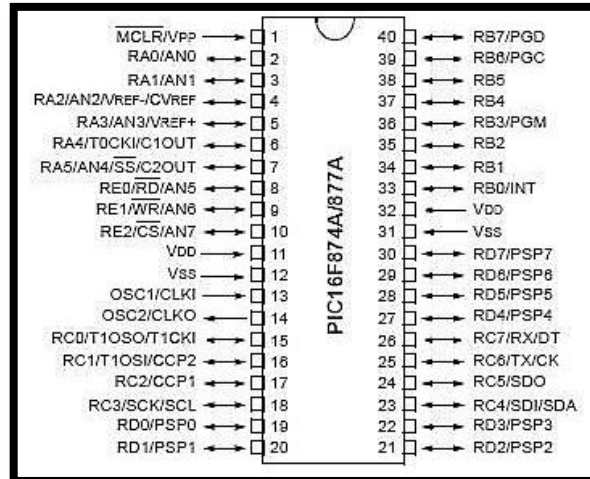 MCLR/VPP 1 40 RB7/PGD
RA0/AN0 2 39 RB6/PGC
RA1/AN1 3 38 RB5
RA2/AN2/VREF-/CVREF 4 37 RB4
RA3/AN3/VREF+ 5 36 RB3/PGM
RA4/T0CKI/C1OUT 6 35 RB2
RA5/AN4/SS/C2OUT 7 34 RB1
RE0/RD/AN5 8 33 RB0/INT
RE1/WR/AN6 9 32 VDD
RE2/CS/AN7 10 31 VSS
VDD 11 30 RD7/PSP7
VSS 12 29 RD6/PSP6
OSC1/CLKI 13 28 RD5/PSP5
OSC2/CLKO 14 27 RD4/PSP4
RC0/T1OSO/T1CKI 15 26 RC7/RX/DT
RC1/T1OSI/CCP2 16 25 RC6/TX/CK
RC2/CCP1 17 24 RC5/SDO
RC3/SCK/SCL 18 23 RC4/SDI/SDA
RD0/PSP0 19 22 RD3/PSP3
RD1/PSP1 20 21 RD2/PSP2
PIC16F874A/877A